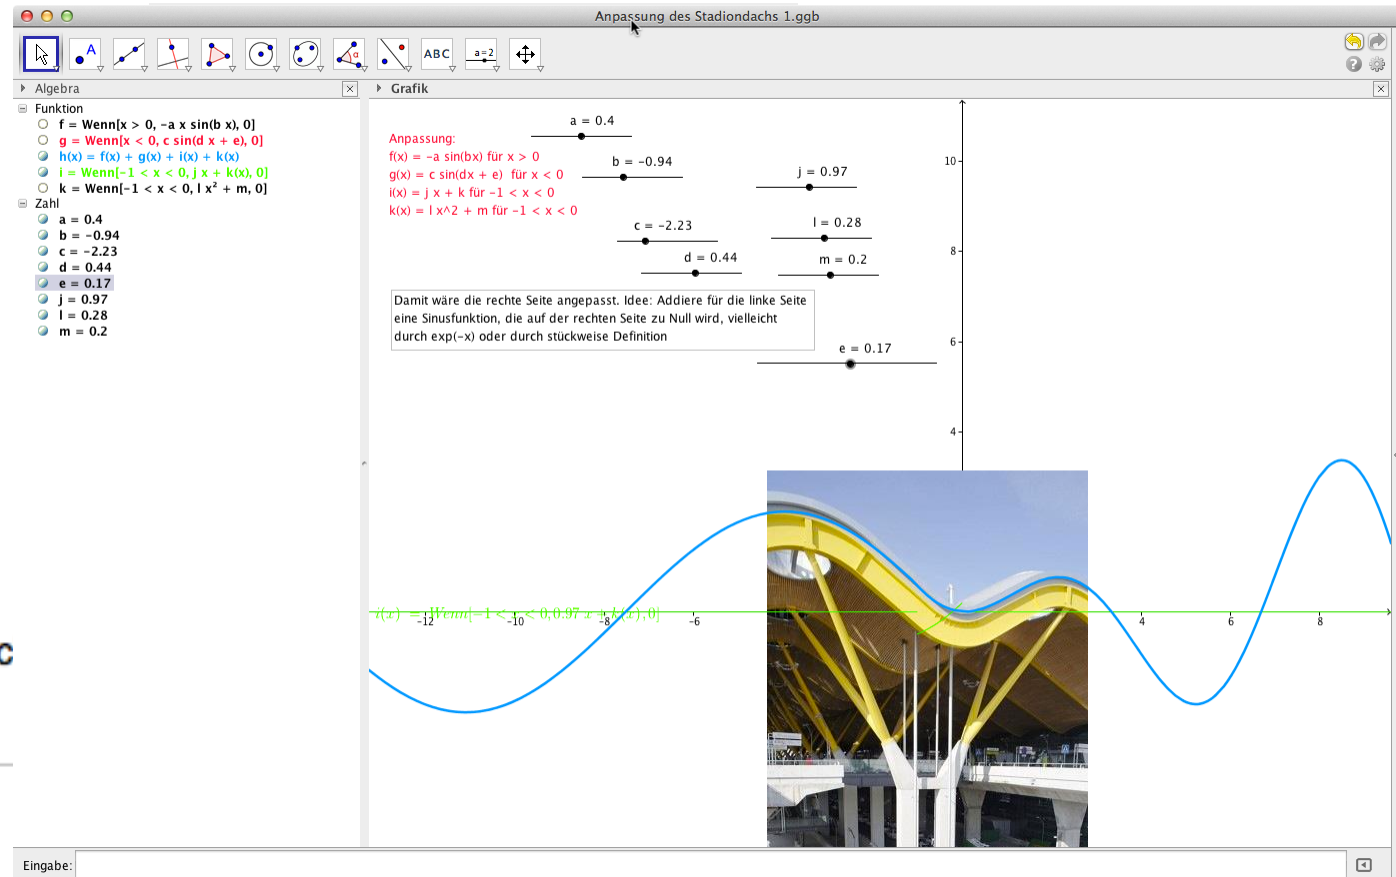 Anpassung des Stadiondachs 1.ggb
A
α
ABC
a=2
Algebra
Grafik
Funktion
f = Wenn[x > 0, -a x sin(b x), 0]
g = Wenn[x < 0, c sin(d x + e), 0]
h(x) = f(x) + g(x) + i(x) + k(x)
i = Wenn[-1 < x < 0, j x + k(x), 0]
k = Wenn[-1 < x < 0, l x² + m, 0]
Zahl
a = 0.4
b = -0.94
c = -2.23
d = 0.44
e = 0.17
j = 0.97
l = 0.28
m = 0.2
Anpassung:
f(x) = -a sin(bx) für x > 0
g(x) = c sin(dx + e) für x < 0
i(x) = j x + k für -1 < x < 0
k(x) = l x^2 + m für -1 < x < 0
a = 0.4
b = -0.94
j = 0.97
c = -2.23
l = 0.28
d = 0.44
m = 0.2
Damit wäre die rechte Seite angepasst. Idee: Addiere für die linke Seite
eine Sinusfunktion, die auf der rechten Seite zu Null wird, vielleicht
durch exp(-x) oder durch stückweise Definition
e = 0.17
10
8
6
4
i(x) = Wenn[-1 < x < 0, 0.97 x + k(x), 0]
-12 -10 -8 -6 4 6 8
c
Eingabe: